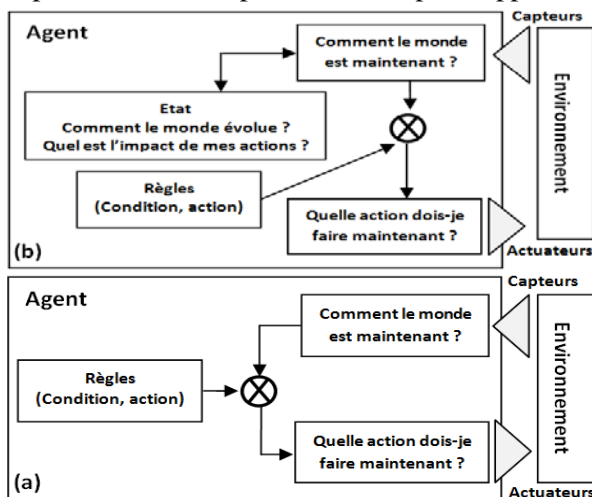 Agent
Capteurs
Comment le monde
est maintenant ?
Environnement
Etat
Comment le monde évolue ?
Quel est l'impact de mes actions ?
Règles
(Condition, action)
Quelle action dois-je
faire maintenant ?
(b)
Actuateurs
Capteurs
Agent
Comment le monde
est maintenant ?
Environnement
Règles
(Condition, action)
Quelle action dois-je
faire maintenant ?
(a)
Actuateurs